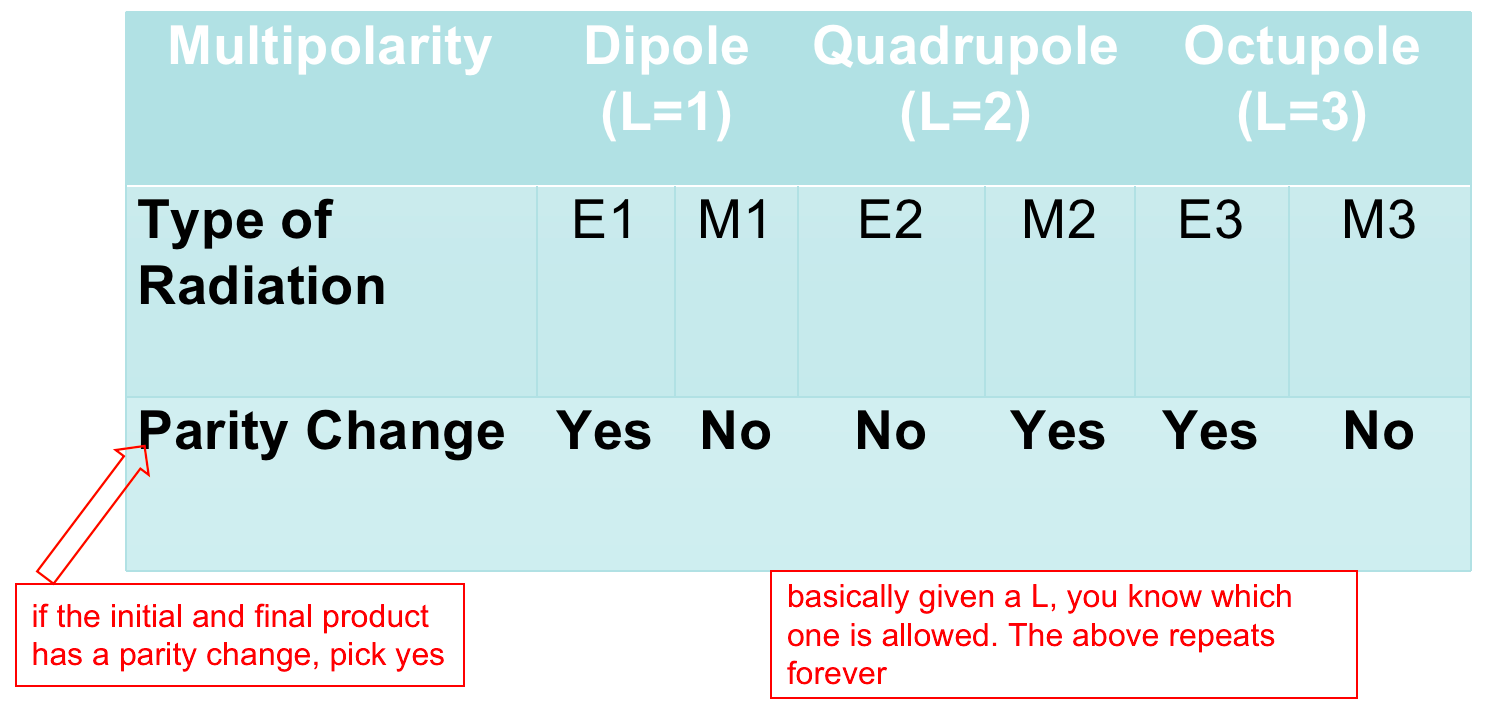 Multipolarity Dipole Quadrupole Octupole
(L=1) (L=2) (L=3)
Type of E1 M1 E2 M2 E3 M3
Radiation
Parity Change Yes No No Yes Yes No
if the initial and final product
has a parity change, pick yes
basically given a L, you know which
one is allowed. The above repeats
forever